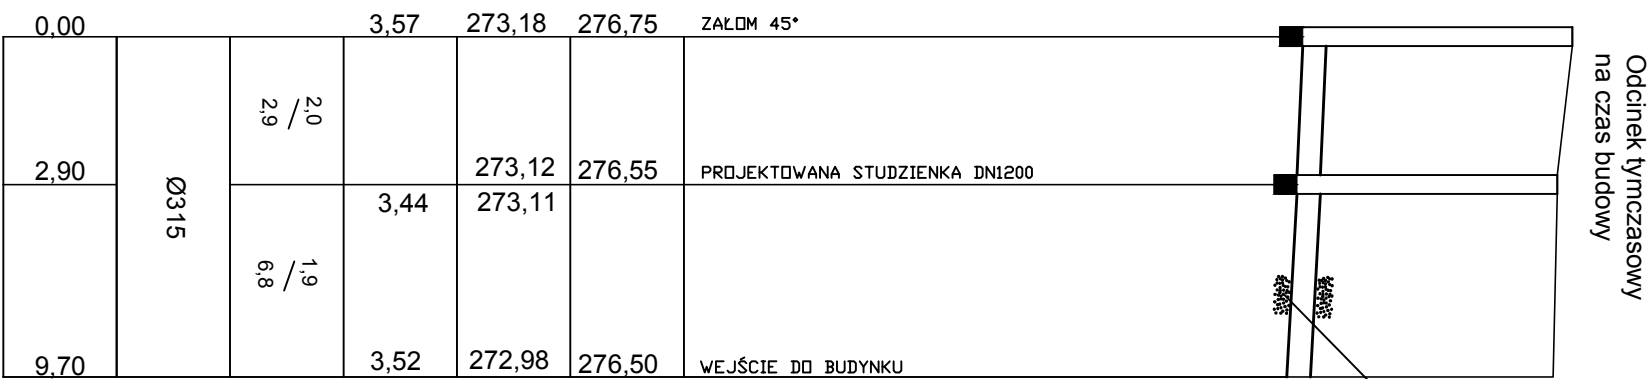 0,00 3,57 273,18 276,75 ZAŁOM 45°
2,0 / 2,9
2,90 273,12 276,55 PROJEKTOWANA STUDZIENKA DN1200
3,44 273,11
Ø315
1,9 / 6,8
9,70 3,52 272,98 276,50 WEJŚCIE DO BUDYNKU
Odcinek tymczasowy
na czas budowy